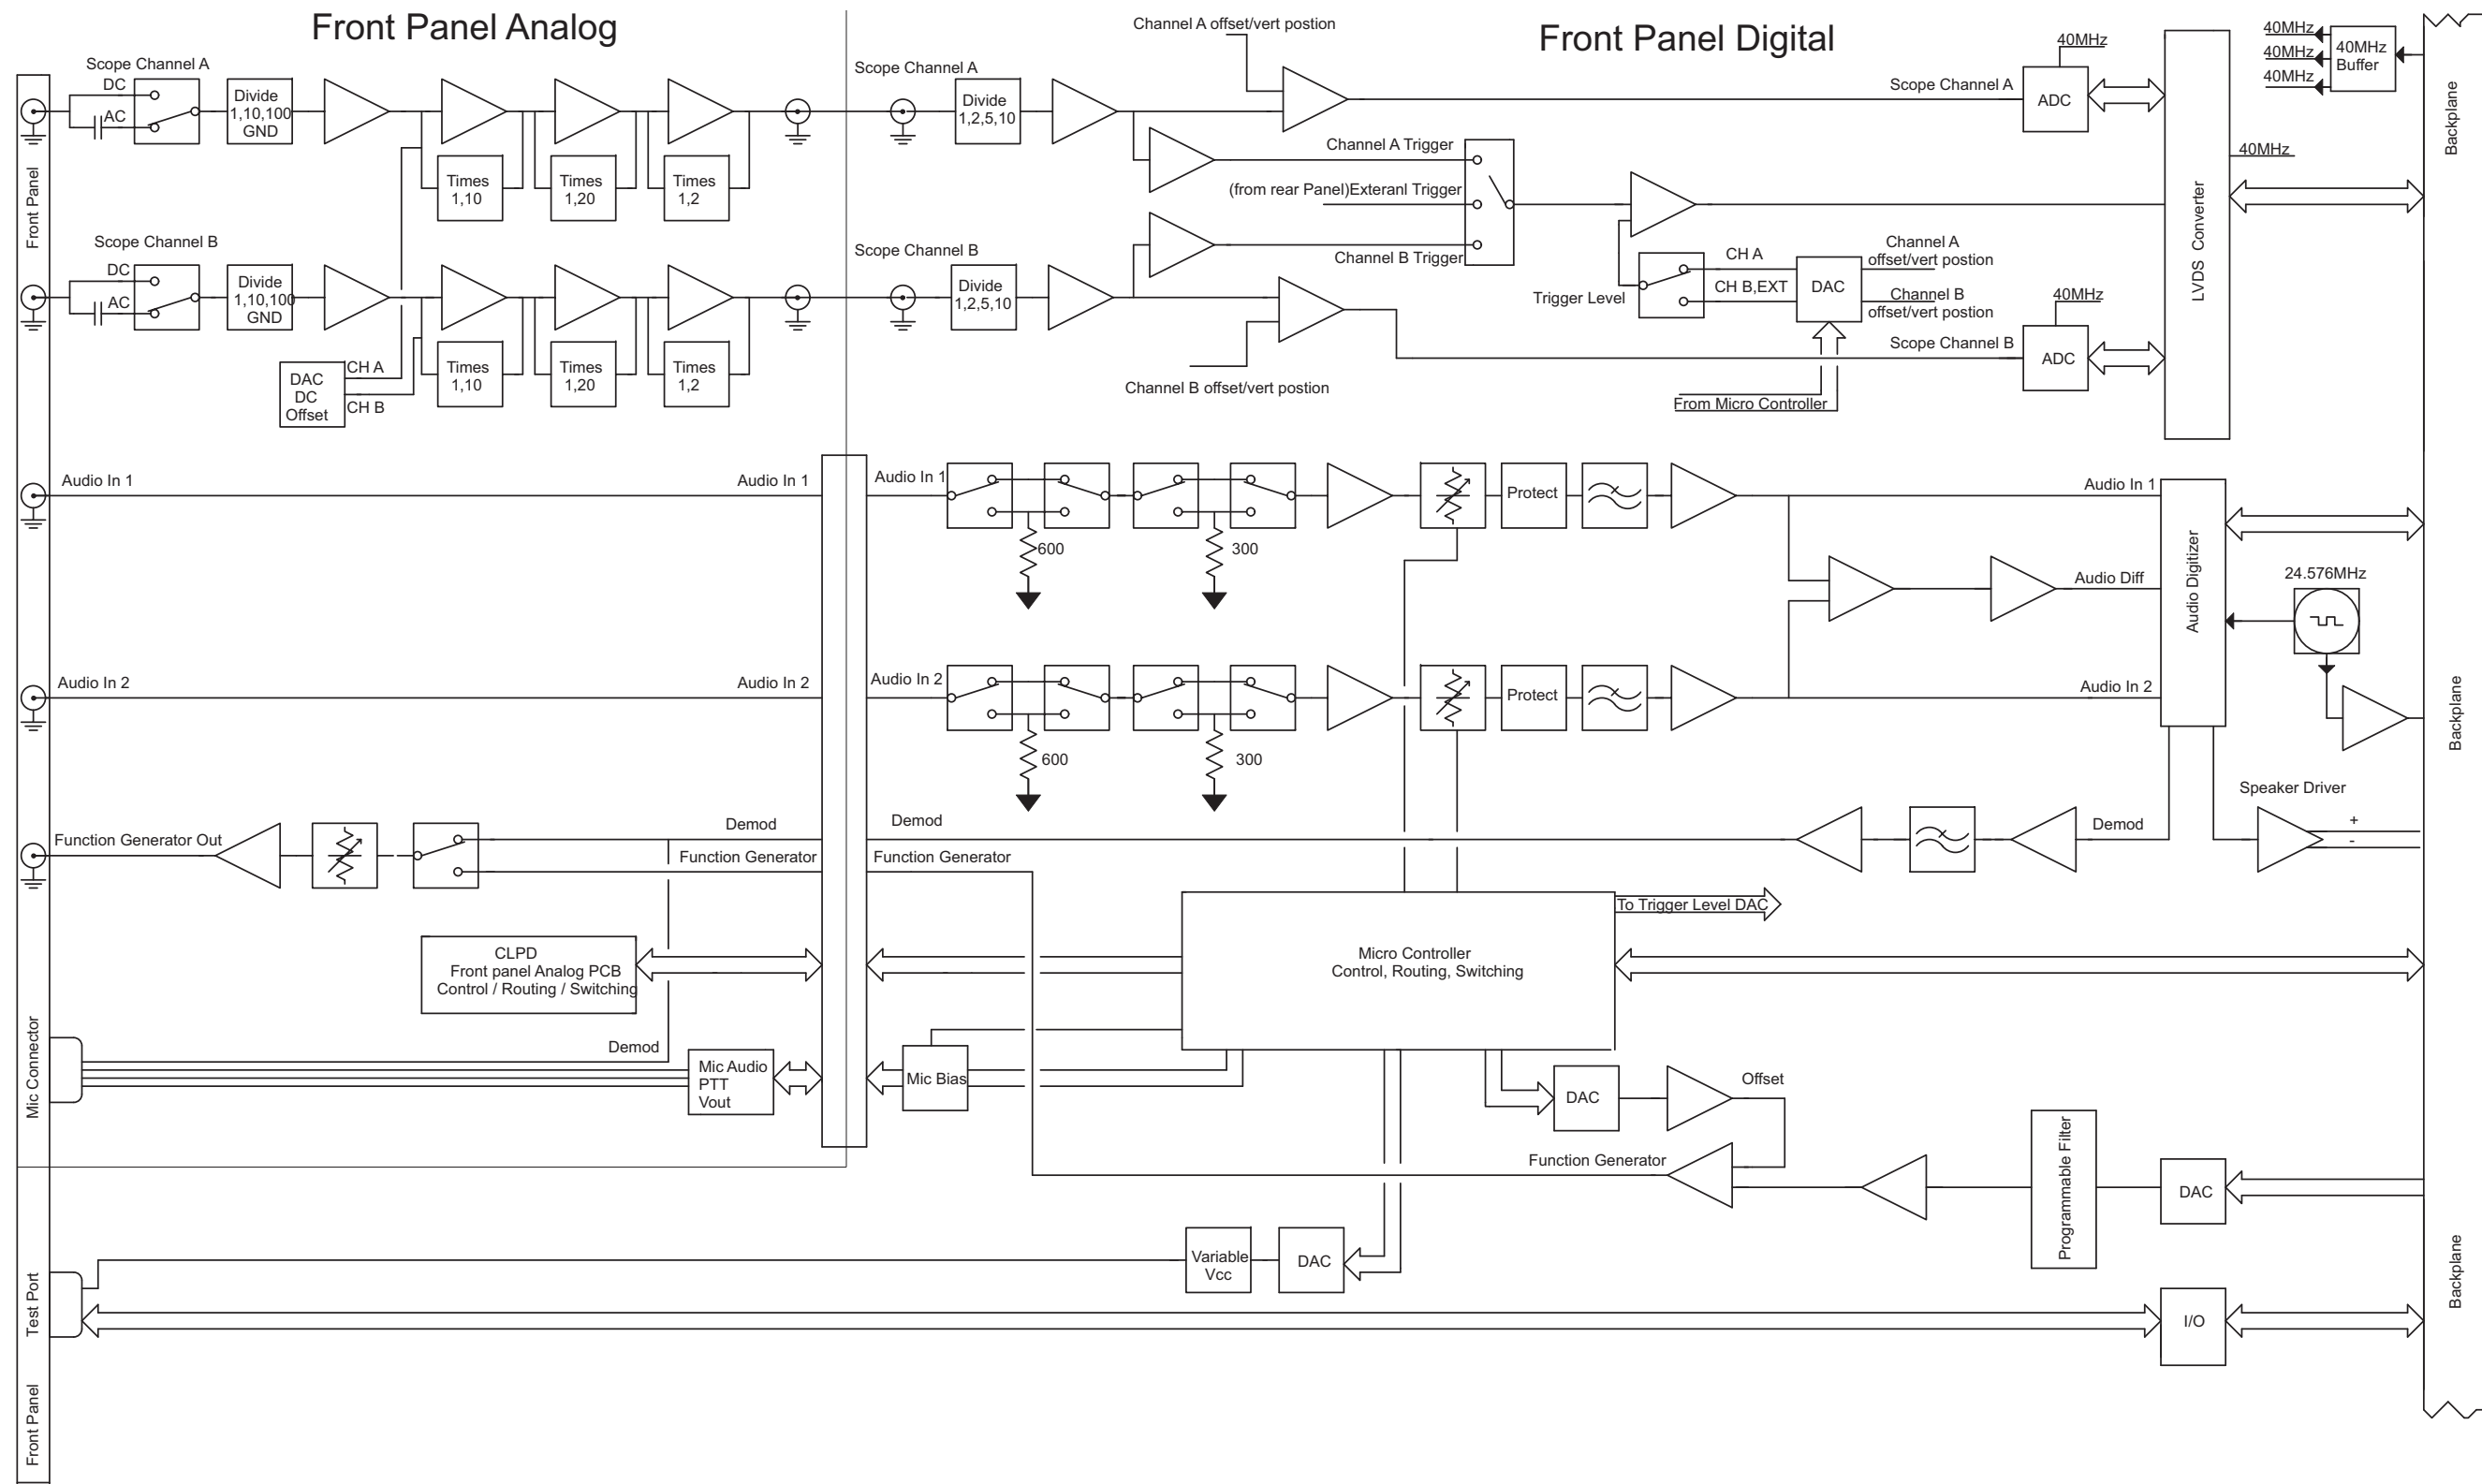 Front Panel Analog
Front Panel Digital
Channel A offset/vert postion
40MHz
40MHz
40MHz
40MHz
40MHz
Buffer
Backplane
Scope Channel A
DC
AC
Divide
1,10,100
GND
Times
1,10
Times
1,20
Times
1,2
Scope Channel A
Divide
1,2,5,10
Scope Channel A
ADC
40MHz
LVDS Converter
Channel A Trigger
(from rear Panel)Exteranl Trigger
Channel B Trigger
Front Panel
Scope Channel B
DC
AC
Divide
1,10,100
GND
Times
1,10
Times
1,20
Times
1,2
DAC
DC
Offset
CH A
CH B
Scope Channel B
Divide
1,2,5,10
Channel B offset/vert postion
Trigger Level
CH A
CH B,EXT
DAC
Channel A
offset/vert postion
Channel B
offset/vert postion
From Micro Controller
40MHz
Scope Channel B
ADC
Audio In 1
Audio In 1
Audio In 1
600
300
Protect
Audio In 1
Audio Diff
Audio Digitizer
24.576MHz
Audio In 2
Audio In 2
Audio In 2
600
300
Protect
Audio In 2
Backplane
Function Generator Out
Demod
Function Generator
Demod
Function Generator
Demod
Speaker Driver
+
-
To Trigger Level DAC
CLPD
Front panel Analog PCB
Control / Routing / Switching
Micro Controller
Control, Routing, Switching
Mic Connector
Demod
Mic Audio
PTT
Vout
Mic Bias
DAC
Offset
Function Generator
Programmable Filter
DAC
Variable
Vcc
DAC
Test Port
I/O
Backplane
Front Panel